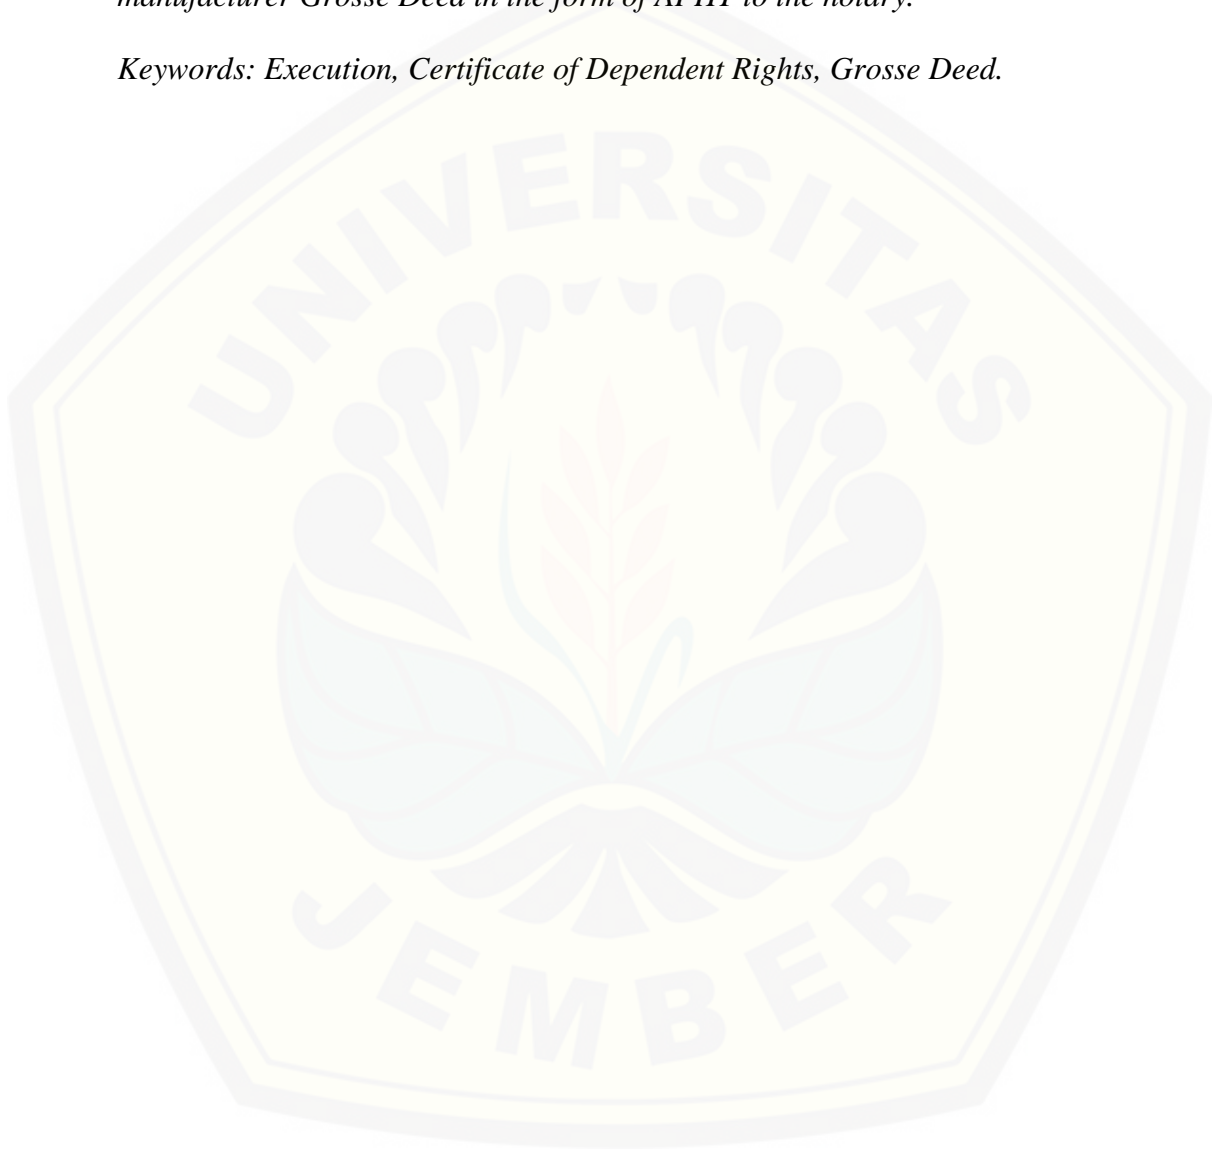 manufacturer Grosse Deed in the form of APHT to the notary.
Keywords: Execution, Certificate of Dependent Rights, Grosse Deed.
UNIVERSITAS
JEMBER